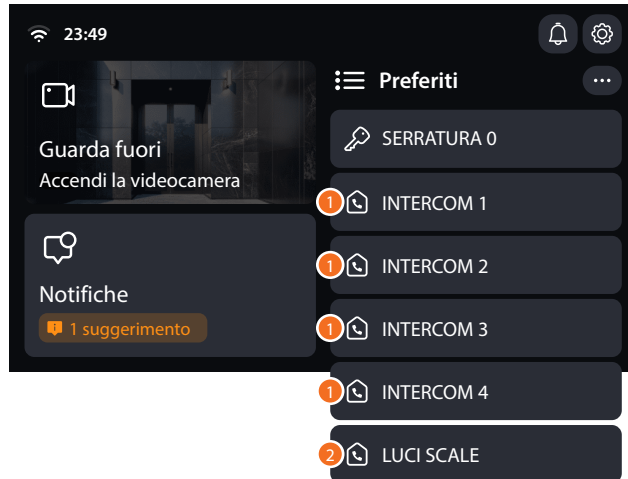 23:49
Guarda fuori
Accendi la videocamera
Notifiche
1 suggerimento
Preferiti
SERRATURA 0
1 INTERCOM 1
1 INTERCOM 2
1 INTERCOM 3
1 INTERCOM 4
2 LUCI SCALE